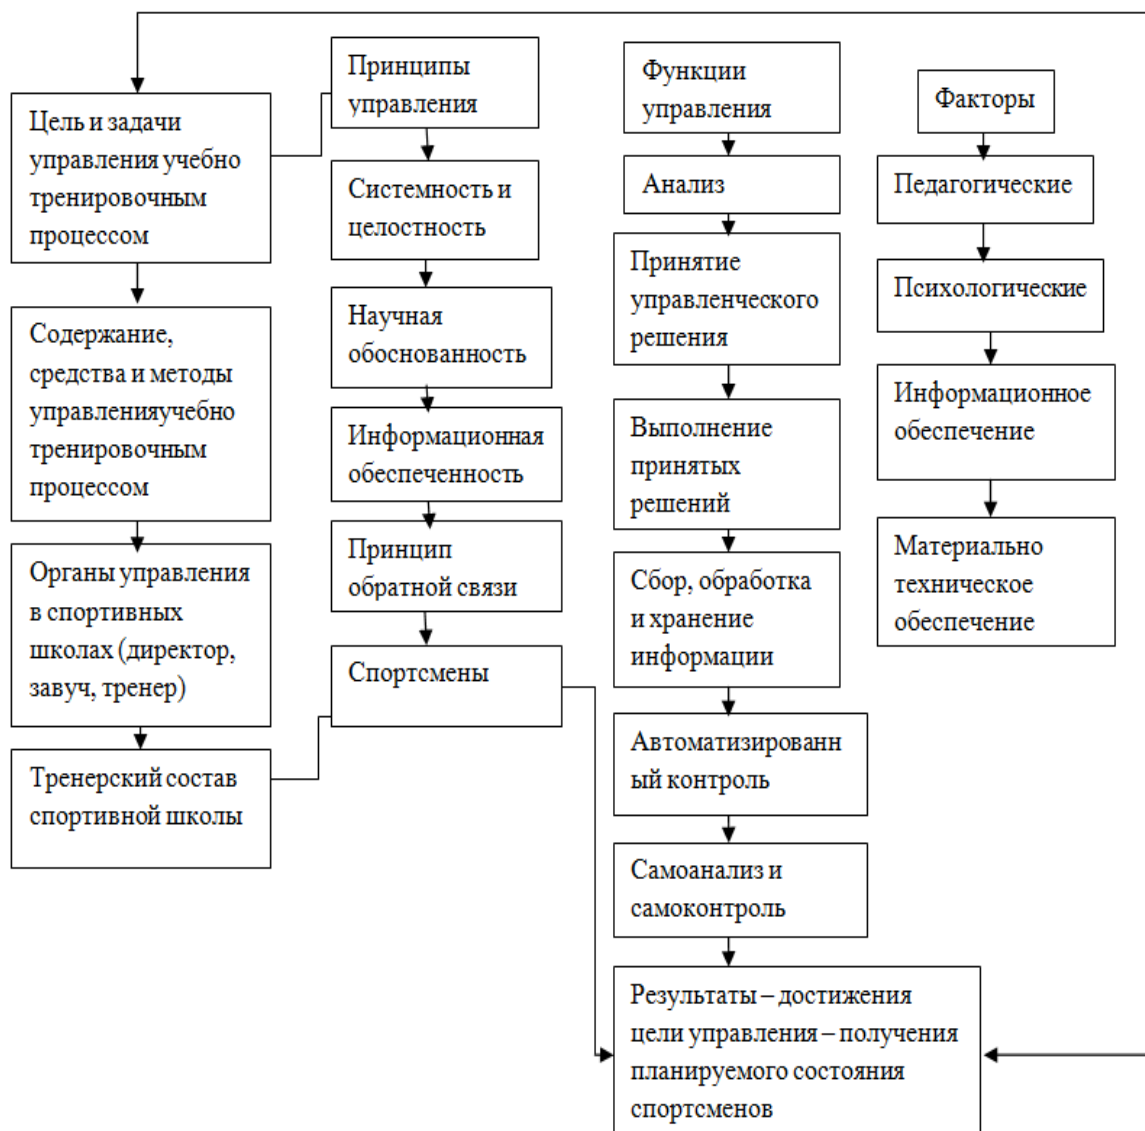 Цель и задачи
управления учебно
тренировочным
процессом
Содержание,
средства и методы
управленияучебно
тренировочным
процессом
Органы управления
в спортивных
школах (директор,
завуч, тренер)
Тренерский состав
спортивной школы
Принципы
управления
Системность и
целостность
Научная
обоснованность
Информационная
обеспеченность
Принцип
обратной связи
Спортсмены
Функции
управления
Анализ
Принятие
управленческого
решения
Выполнение
принятых
решений
Сбор, обработка
и хранение
информации
Автоматизированн
ый контроль
Самоанализ и
самоконтроль
Результаты – достижения
цели управления – получения
планируемого состояния
спортсменов
Факторы
Педагогические
Психологические
Информационное
обеспечение
Материально
техническое
обеспечение